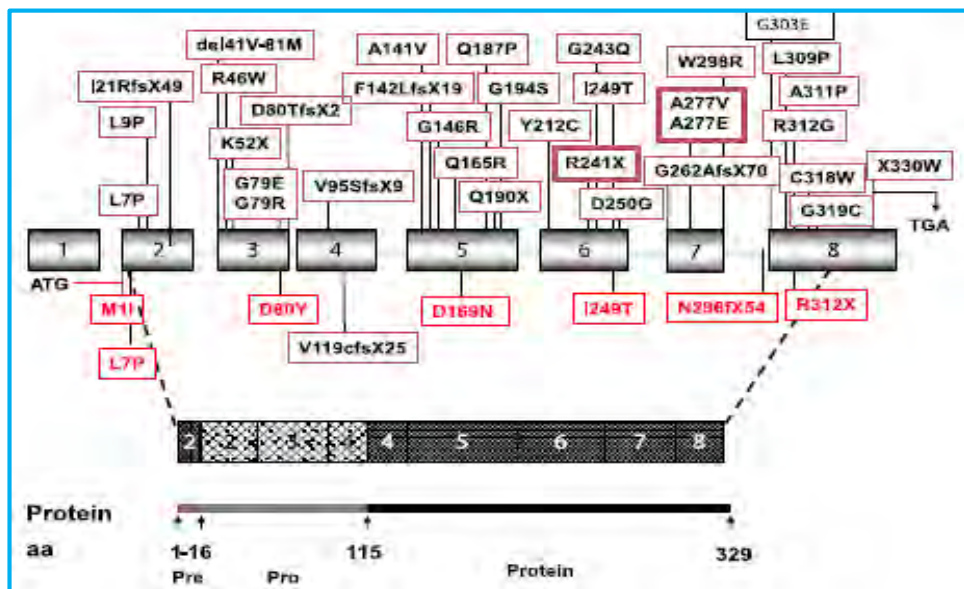 G303E
del41V-81M
A141V
Q187P
G243Q
W298R
L309P
I21RfsX49
R46W
F142LfsX19
G194S
I249T
A277V
A277E
A311P
L9P
D80TfsX2
G146R
Y212C
R312G
K52X
Q165R
R241X
G262AfsX70
C318W
X330W
L7P
G79E
G79R
V95SfsX9
Q190X
D250G
G319C
TGA
1 2 3 4 5 6 7 8
ATG
M1I
D80Y
D169N
I249T
N296fX54
R312X
L7P
V119cfsX25
2 2 3 4 4 5 6 7 8
Protein
aa 1-16 115 329
Pre Pro Protein